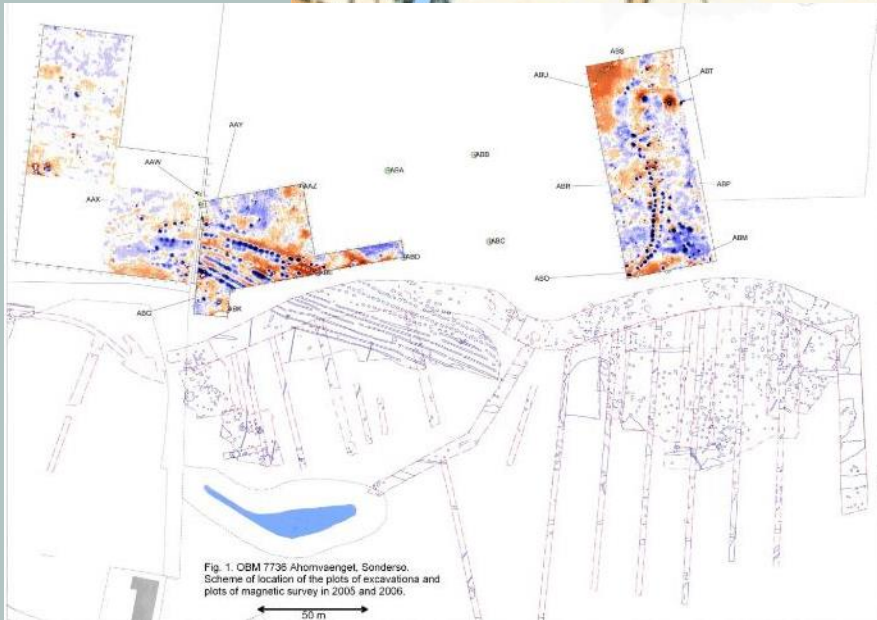 ABS
ABU
ABT
AAY
AAW
ABB
ABA
AAZ
ABR
ABP
AAX
ABC
ABM
ABD
ABE
ABO
ABK
Fig. 1. OBM 7736 Ahornvaenget, Sonderso.
Scheme of location of the plots of excavationa and
plots of magnetic survey in 2005 and 2006.
50 m